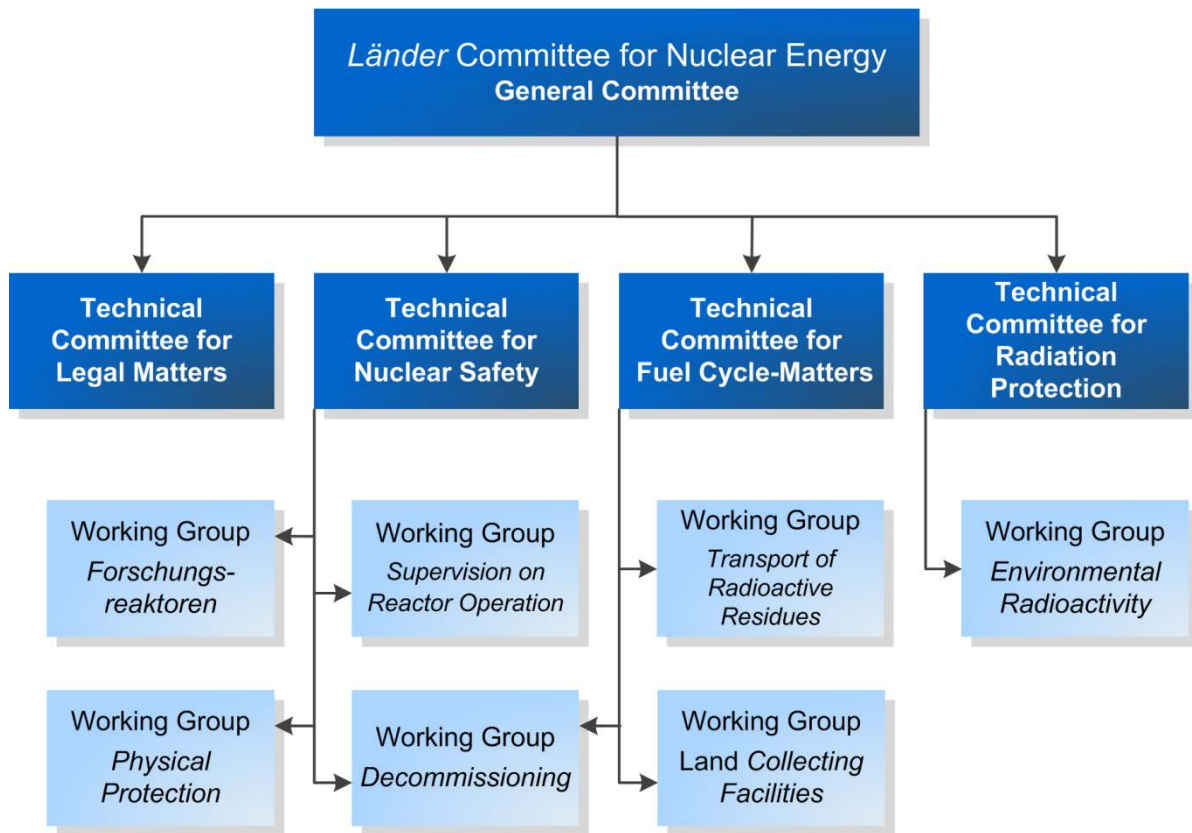 Länder Committee for Nuclear Energy
General Committee
Technical
Committee for
Legal Matters
Technical
Committee for
Nuclear Safety
Technical
Committee for
Fuel Cycle-Matters
Technical
Committee for
Radiation
Protection
Working Group
Forschungs-
reaktoren
Working Group
Supervision on
Reactor Operation
Working Group
Transport of
Radioactive
Residues
Working Group
Environmental
Radioactivity
Working Group
Physical
Protection
Working Group
Decommissioning
Working Group
Land Collecting
Facilities